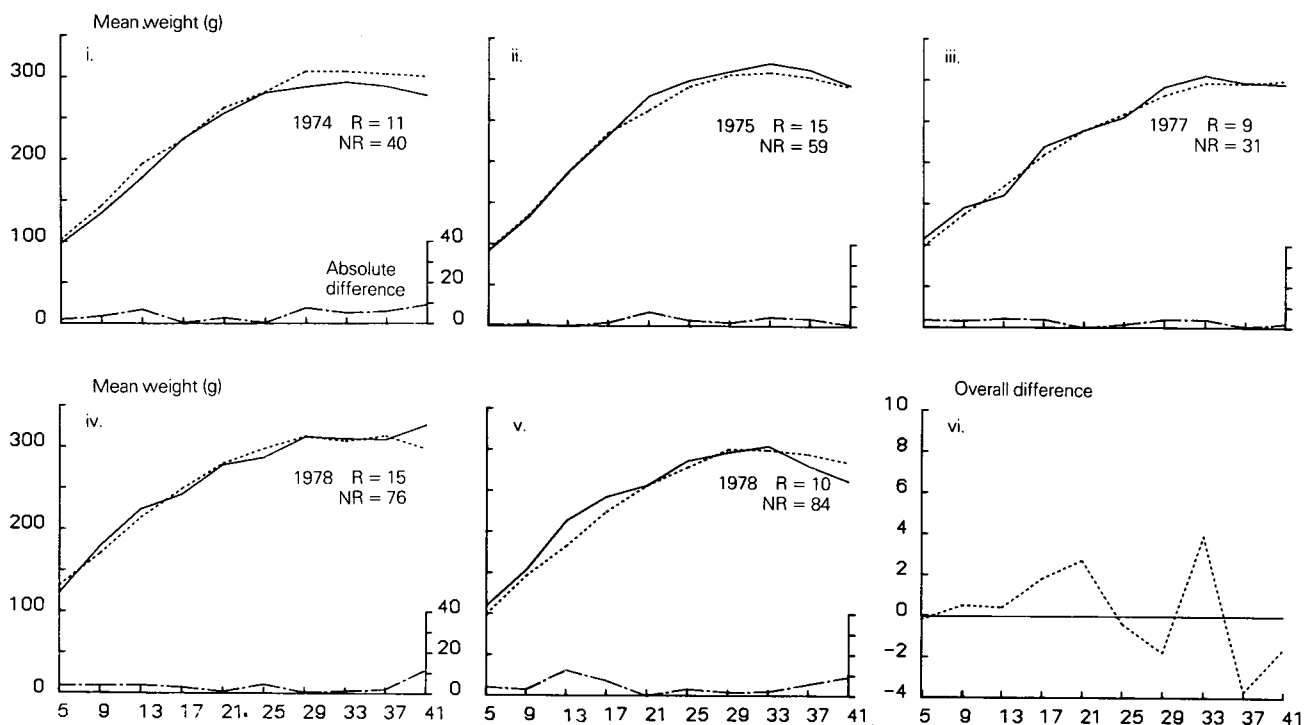 Mean weight (g)
i.
300
200
100
0
1974 R = 11
NR = 40
Absolute
difference
40
20
0
ii.
1975 R = 15
NR = 59
iii.
1977 R = 9
NR = 31
Mean weight (g)
iv.
300
200
100
0
1978 R = 15
NR = 76
40
20
0
5 9 13 17 21. 25 29 33 37 41
v.
1978 R = 10
NR = 84
5 9 13 17 21 25 29 33 37 41
Overall difference
vi.
10
8
6
4
2
0
-2
-4
5 9 13 17 21 25 29 33 37 41